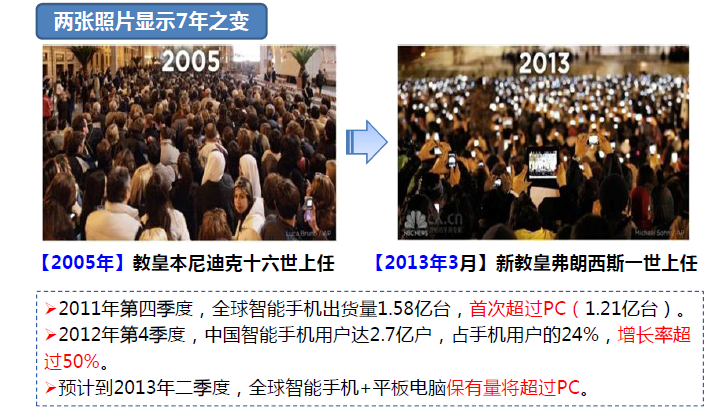 两张照片显示7年之变
2005
2013
Luca Bruno / AP
NBCNEWS
Michael Sohn / AP
【2005年】教皇本尼迪克十六世上任
【2013年3月】新教皇弗朗西斯一世上任
➢2011年第四季度，全球智能手机出货量1.58亿台，首次超过PC（1.21亿台）。
➢2012年第4季度，中国智能手机用户达2.7亿户，占手机用户的24%，增长率超
过50%。
➢预计到2013年二季度，全球智能手机+平板电脑保有量将超过PC。